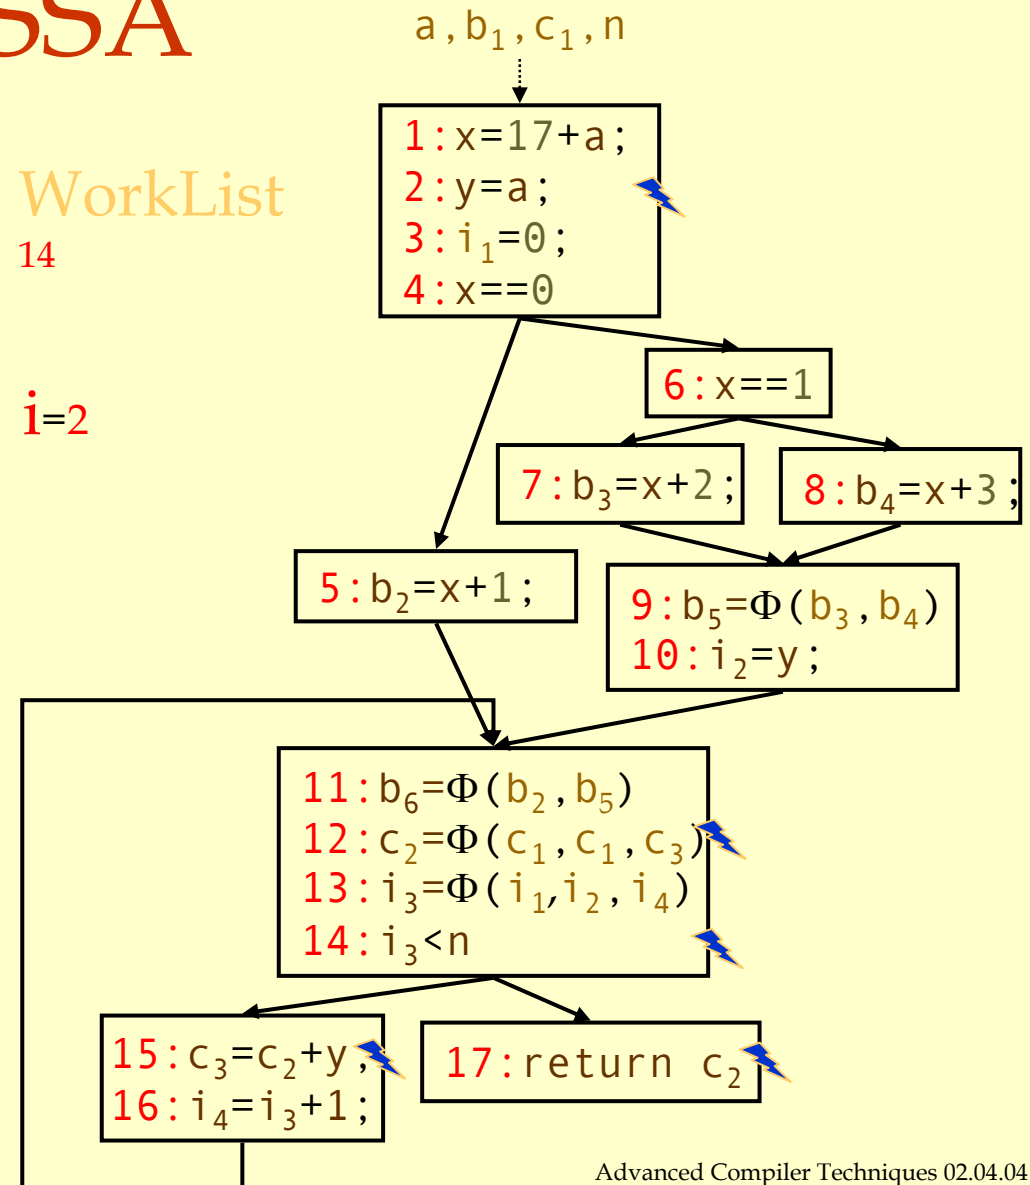 SSA
a,b₁,c₁,n
1:x=17+a;
2:y=a;
3:i₁=0;
4:x==0
WorkList
14
i=2
6:x==1
7:b₃=x+2;
8:b₄=x+3;
5:b₂=x+1;
9:b₅=Φ(b₃,b₄)
10:i₂=y;
11:b₆=Φ(b₂,b₅)
12:c₂=Φ(c₁,c₁,c₃)
13:i₃=Φ(i₁,i₂,i₄)
14:i₃<n
15:c₃=c₂+y;
16:i₄=i₃+1;
17:return c₂
Advanced Compiler Techniques 02.04.04